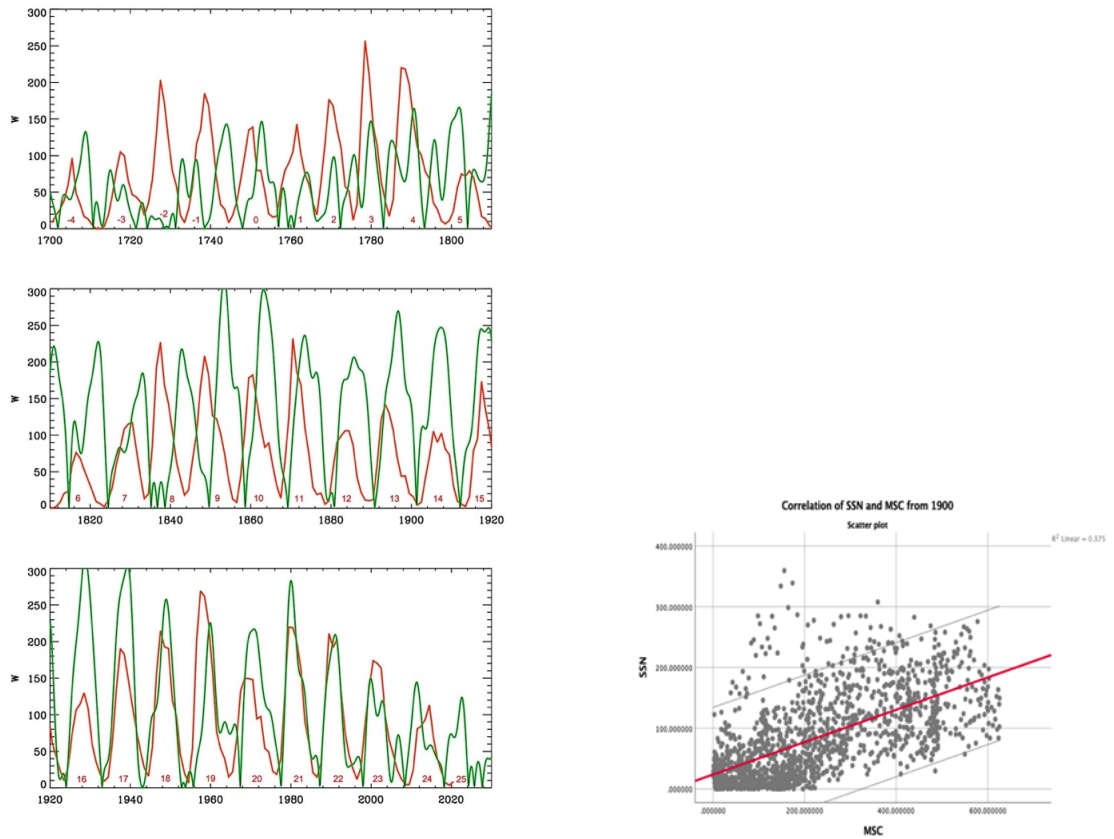 300
250
200
150
100
50
0
W
-4 -3 -2 -1 0 1 2 3 4 5
1700 1720 1740 1760 1780 1800
300
250
200
150
100
50
0
W
6 7 8 9 10 11 12 13 14 15
1820 1840 1860 1880 1900 1920
300
250
200
150
100
50
0
W
16 17 18 19 20 21 22 23 24 25
1920 1940 1960 1980 2000 2020
Correlation of SSN and MSC from 1900
Scatter plot
R² Linear = 0.375
400.000000
300.000000
200.000000
100.000000
.000000
SSN
.000000 200.000000 400.000000 600.000000
MSC